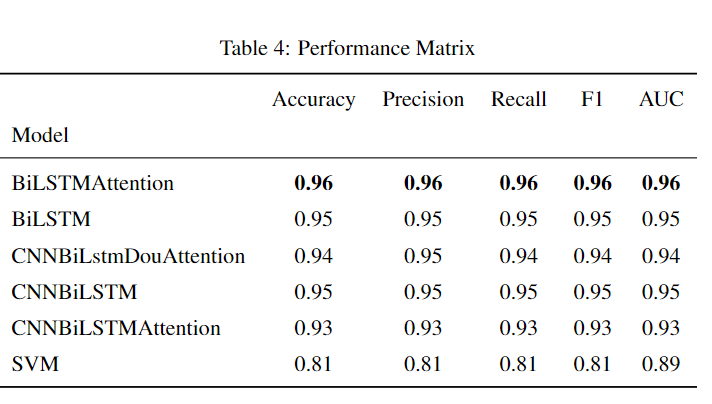 Table 4: Performance Matrix
Accuracy Precision Recall F1 AUC
Model
BiLSTMAttention 0.96 0.96 0.96 0.96 0.96
BiLSTM 0.95 0.95 0.95 0.95 0.95
CNNBiLstmDouAttention 0.94 0.95 0.94 0.94 0.94
CNNBiLSTM 0.95 0.95 0.95 0.95 0.95
CNNBiLSTMAttention 0.93 0.93 0.93 0.93 0.93
SVM 0.81 0.81 0.81 0.81 0.89